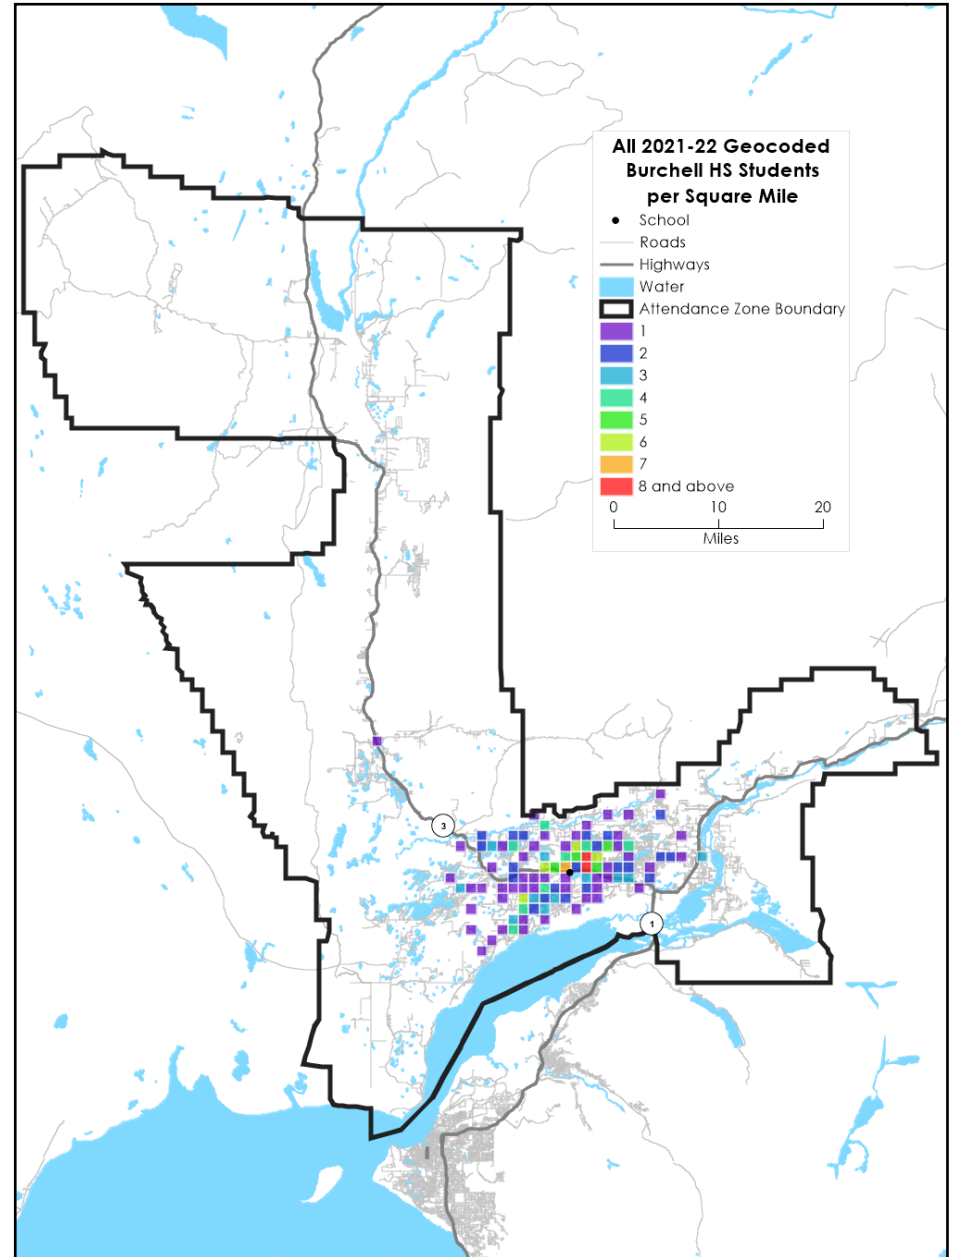 All 2021-22 Geocoded
Burchell HS Students
per Square Mile
School
Roads
Highways
Water
Attendance Zone Boundary
1
2
3
4
5
6
7
8 and above
0 10 20
Miles
3
1